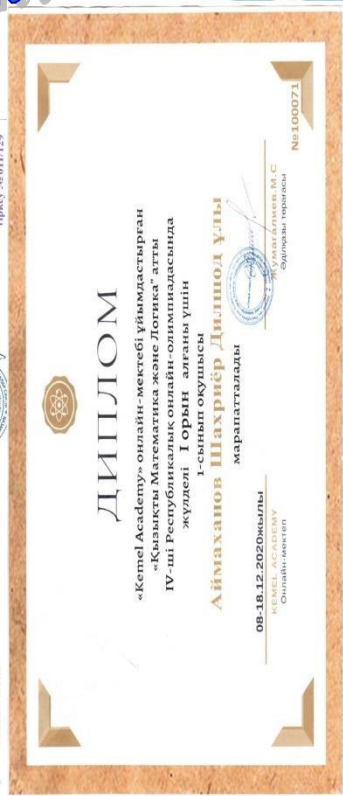 ДИПЛОМ
«Kemel Academy» онлайн-мектебі ұйымдастырған
«Қызықты Математика және Логика" атты
IV-ші Республикалық онлайн-олимпиадасында
жүлделі I орын алғаны үшін
1-сынып оқушысы
Аймаханов Шахриёр Дилшод ұлы
марапатталады
08-18.12.2020жылы
KEMEL ACADEMY
Онлайн-мектеп
Жумагалиев.М.С
Әділқазы төрағасы
№100071